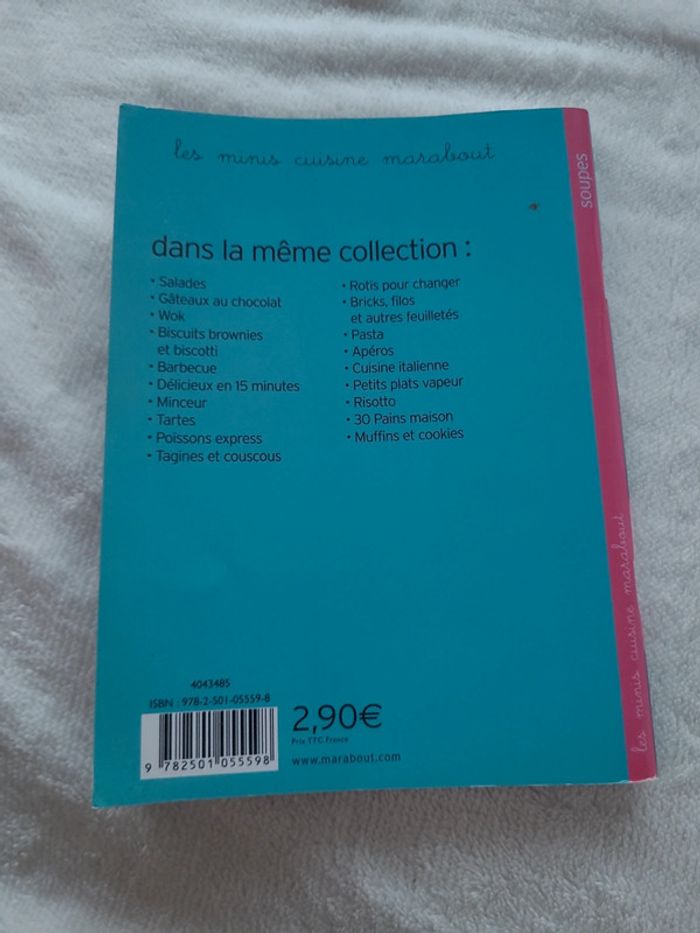 les minis cuisine marabout
soupes
dans la même collection :
• Salades
• Gâteaux au chocolat
• Wok
• Biscuits brownies
et biscotti
• Barbecue
• Délicieux en 15 minutes
• Minceur
• Tartes
• Poissons express
• Tagines et couscous
• Rotis pour changer
• Bricks, filos
et autres feuilletés
• Pasta
• Apéros
• Cuisine italienne
• Petits plats vapeur
• Risotto
• 30 Pains maison
• Muffins et cookies
4043485
ISBN : 978-2-501-05559-8
9 782501 055598
2,90€
Prix TTC France
www.marabout.com
les minis cuisine marabout